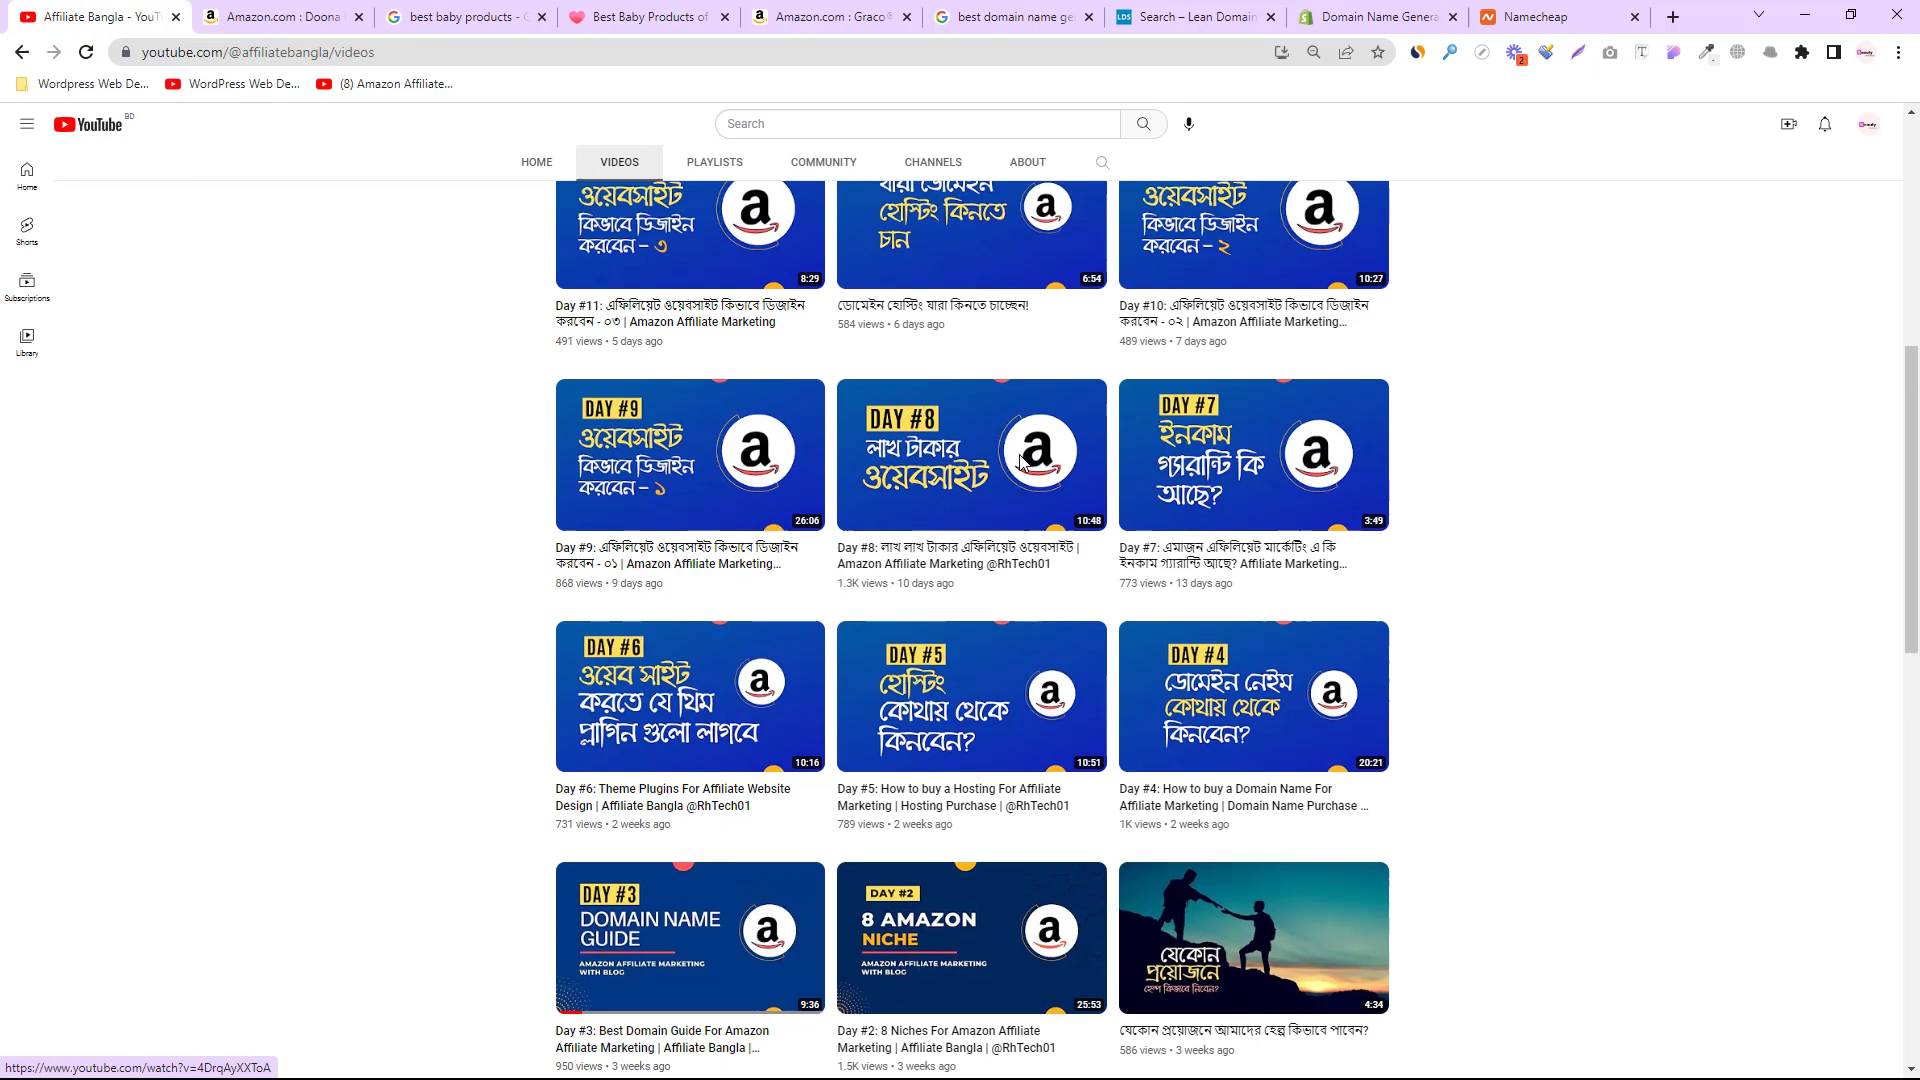 Affiliate Bangla - YouT
Amazon.com : Doona
best baby products - G
Best Baby Products of
Amazon.com : Graco®
best domain name ge
Search – Lean Domain
Domain Name Genera
Namecheap
youtube.com/@affiliatebangla/videos
Wordpress Web De...
WordPress Web De...
(8) Amazon Affiliate...
YouTube BD
Search
HOME
VIDEOS
PLAYLISTS
COMMUNITY
CHANNELS
ABOUT
Home
Shorts
Subscriptions
Library
ওয়েবসাইট
কিভাবে ডিজাইন
করবেন – ৩
8:29
যারা ডোমেইন
হোস্টিং কিনতে
চান
6:54
ওয়েবসাইট
কিভাবে ডিজাইন
করবেন – ২
10:27
Day #11: এফিলিয়েট ওয়েবসাইট কিভাবে ডিজাইন
করবেন - ০৩ | Amazon Affiliate Marketing
491 views • 5 days ago
ডোমেইন হোস্টিং যারা কিনতে চাচ্ছেন!
584 views • 6 days ago
Day #10: এফিলিয়েট ওয়েবসাইট কিভাবে ডিজাইন
করবেন - ০২ | Amazon Affiliate Marketing...
489 views • 7 days ago
DAY #9
ওয়েবসাইট
কিভাবে ডিজাইন
করবেন – ১
26:06
DAY #8
লাখ টাকার
ওয়েবসাইট
10:48
DAY #7
ইনকাম
গ্যারান্টি কি
আছে?
3:49
Day #9: এফিলিয়েট ওয়েবসাইট কিভাবে ডিজাইন
করবেন - ০১ | Amazon Affiliate Marketing...
868 views • 9 days ago
Day #8: লাখ লাখ টাকার এফিলিয়েট ওয়েবসাইট |
Amazon Affiliate Marketing @RhTech01
1.3K views • 10 days ago
Day #7: এমাজন এফিলিয়েট মার্কেটিং এ কি
ইনকাম গ্যারান্টি আছে? Affiliate Marketing...
773 views • 13 days ago
DAY #6
ওয়েব সাইট
করতে যে থিম
প্লাগিন গুলো লাগবে
10:16
DAY #5
হোস্টিং
কোথায় থেকে
কিনবেন?
10:51
DAY #4
ডোমেইন নেইম
কোথায় থেকে
কিনবেন?
20:21
Day #6: Theme Plugins For Affiliate Website
Design | Affiliate Bangla @RhTech01
731 views • 2 weeks ago
Day #5: How to buy a Hosting For Affiliate
Marketing | Hosting Purchase | @RhTech01
789 views • 2 weeks ago
Day #4: How to buy a Domain Name For
Affiliate Marketing | Domain Name Purchase ...
1K views • 2 weeks ago
DAY #3
DOMAIN NAME
GUIDE
AMAZON AFFILIATE MARKETING
WITH BLOG
9:36
DAY #2
8 AMAZON
NICHE
AMAZON AFFILIATE MARKETING
WITH BLOG
25:53
যেকোন
প্রয়োজনে
হেল্প কিভাবে নিবেন?
4:34
Day #3: Best Domain Guide For Amazon
Affiliate Marketing | Affiliate Bangla |...
950 views • 3 weeks ago
Day #2: 8 Niches For Amazon Affiliate
Marketing | Affiliate Bangla | @RhTech01
1.5K views • 3 weeks ago
যেকোন প্রয়োজনে আমাদের হেল্প কিভাবে পাবেন?
586 views • 3 weeks ago
https://www.youtube.com/watch?v=4DrqAyXXToA